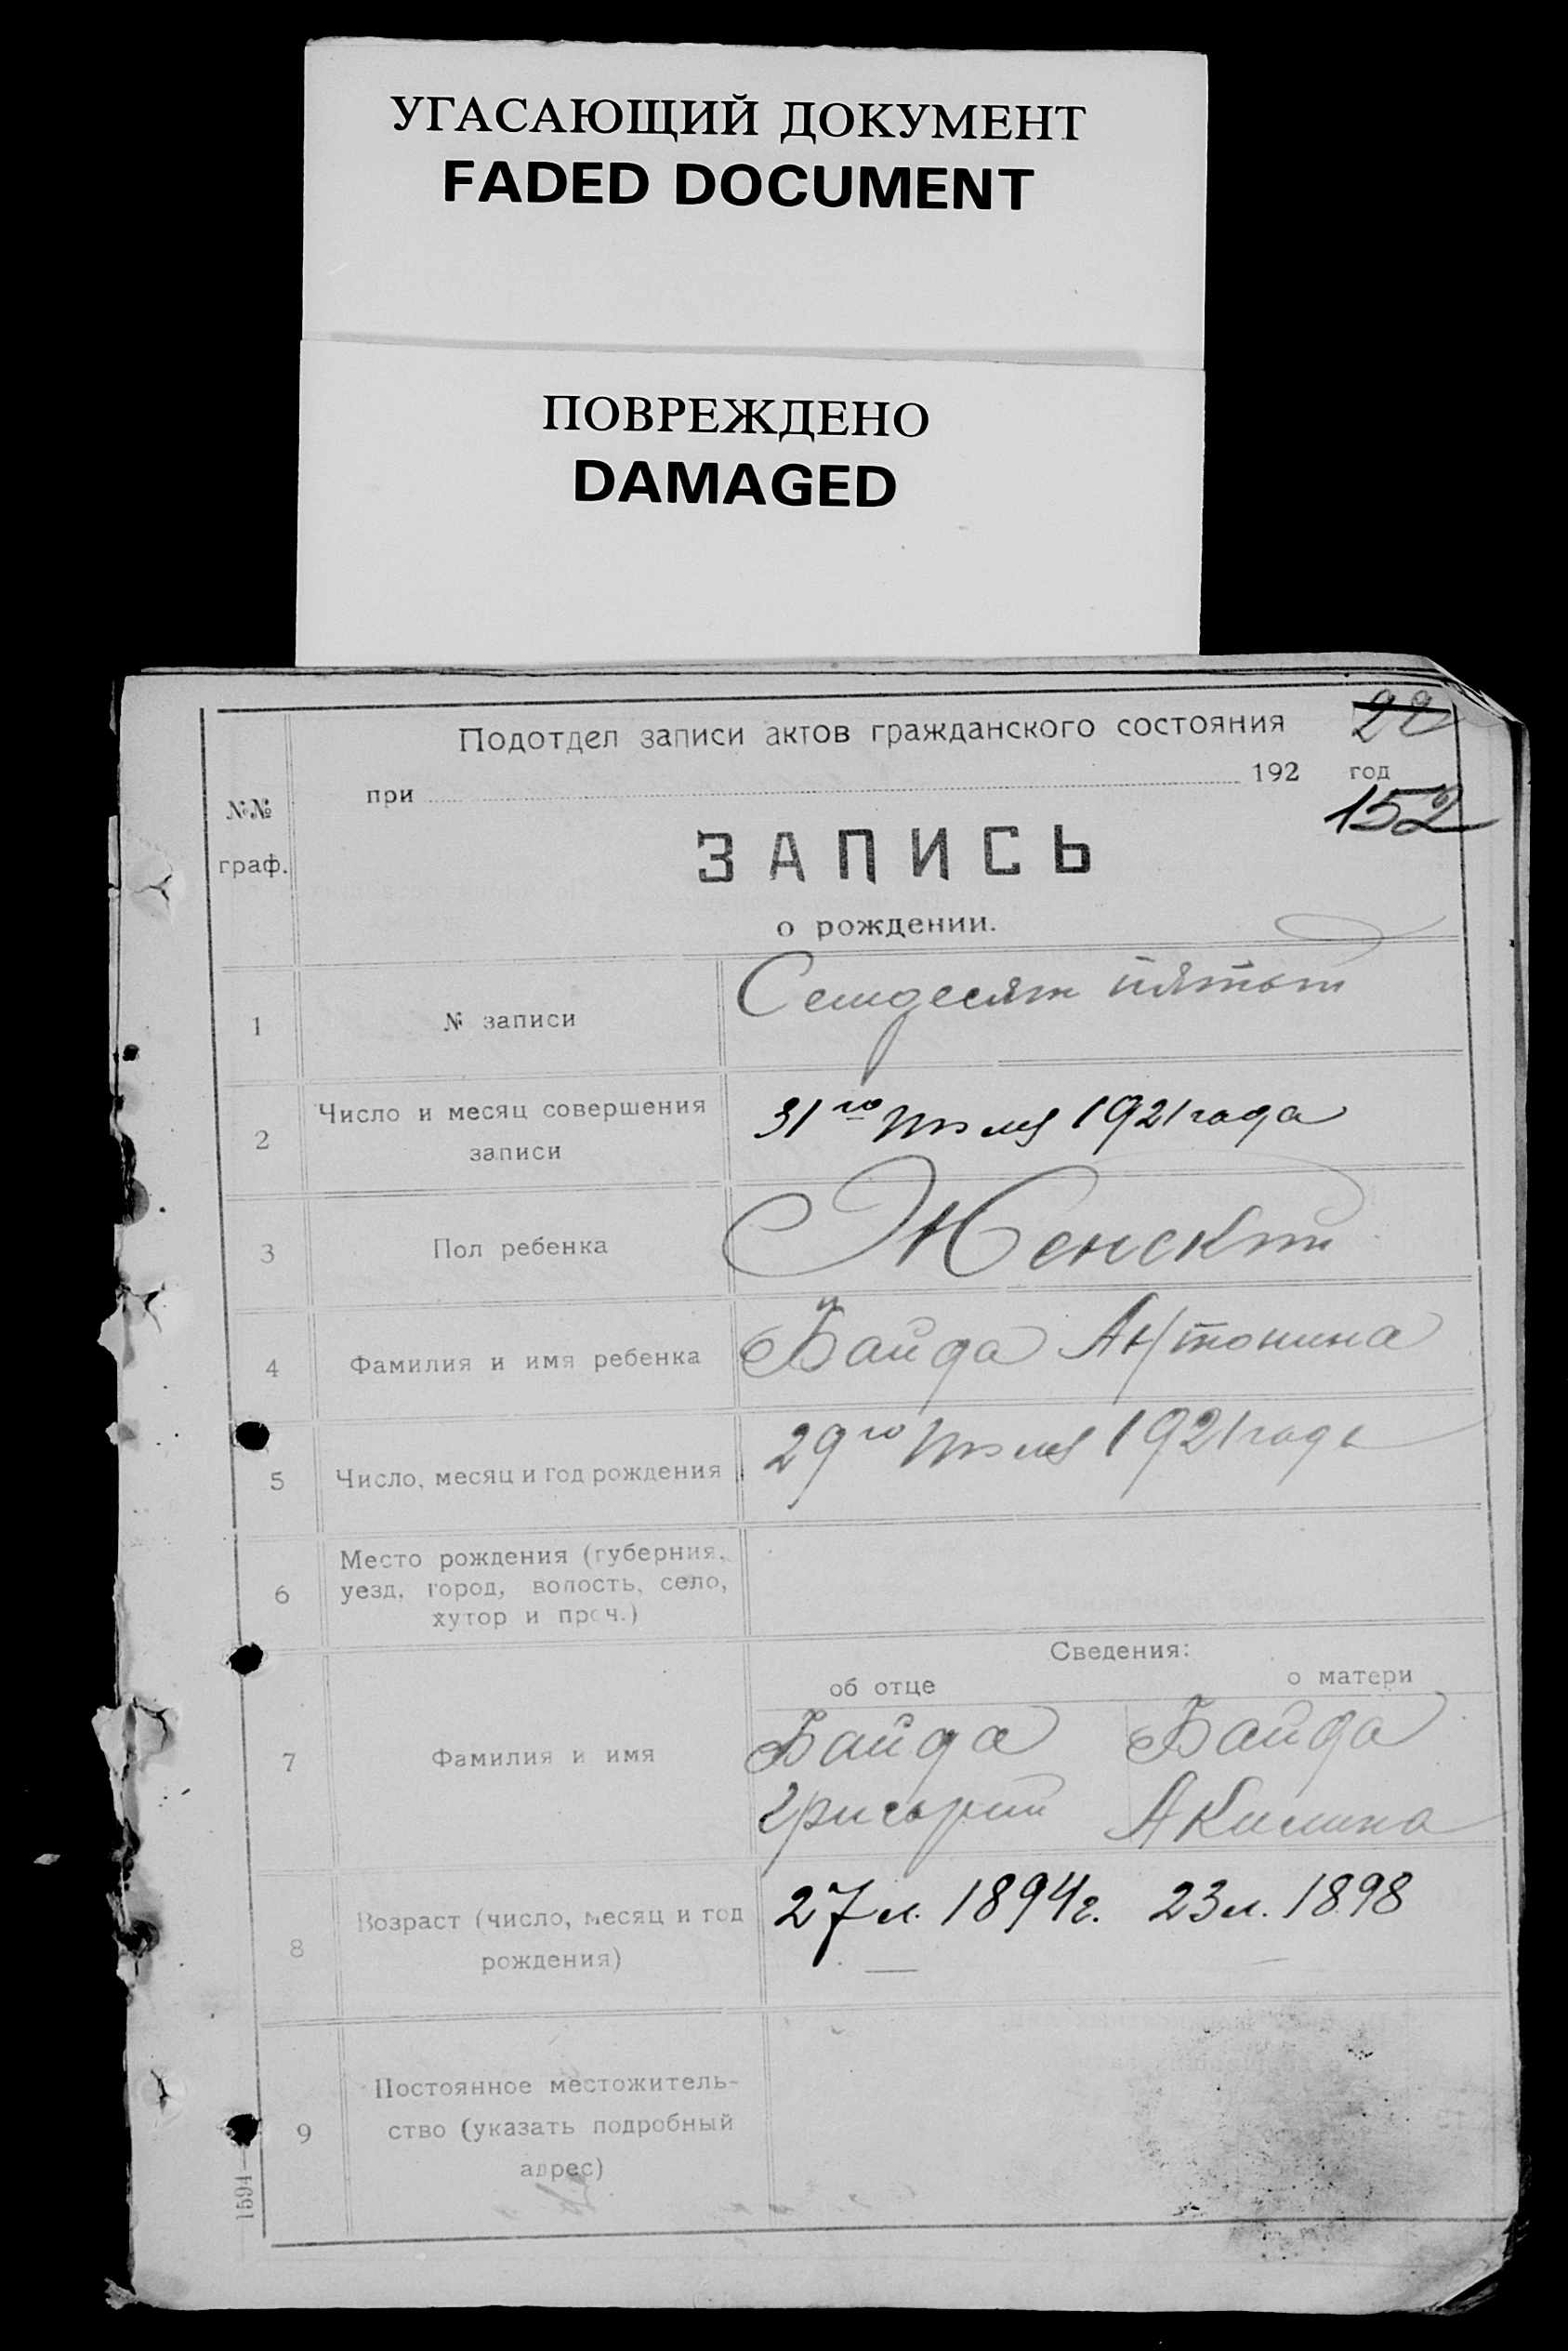 УГАСАЮЩИЙ ДОКУМЕНТ
FADED DOCUMENT
ПОВРЕЖДЕНО
DAMAGED
22
Подотдел записи актов гражданского состояния
при 192 год
152
№№
граф.
ЗАПИСЬ
о рождении.
1 № записи Семдесят пятый
2 Число и месяц совершения
записи
31го Июля 1921 года
3 Пол ребенка Женский
4 Фамилия и имя ребенка Байда Антонина
5 Число, месяц и год рождения 29го Июля 1921 года
6 Место рождения (губерния,
уезд, город, волость, село,
хутор и проч.)
Сведения:
об отце о матери
7 Фамилия и имя Байда Байда
Григорий Акилина
8 Возраст (число, месяц и год
рождения)
27 л. 1894 г. 23 л. 1898
9 Постоянное местожитель-
ство (указать подробный
адрес)
1594—